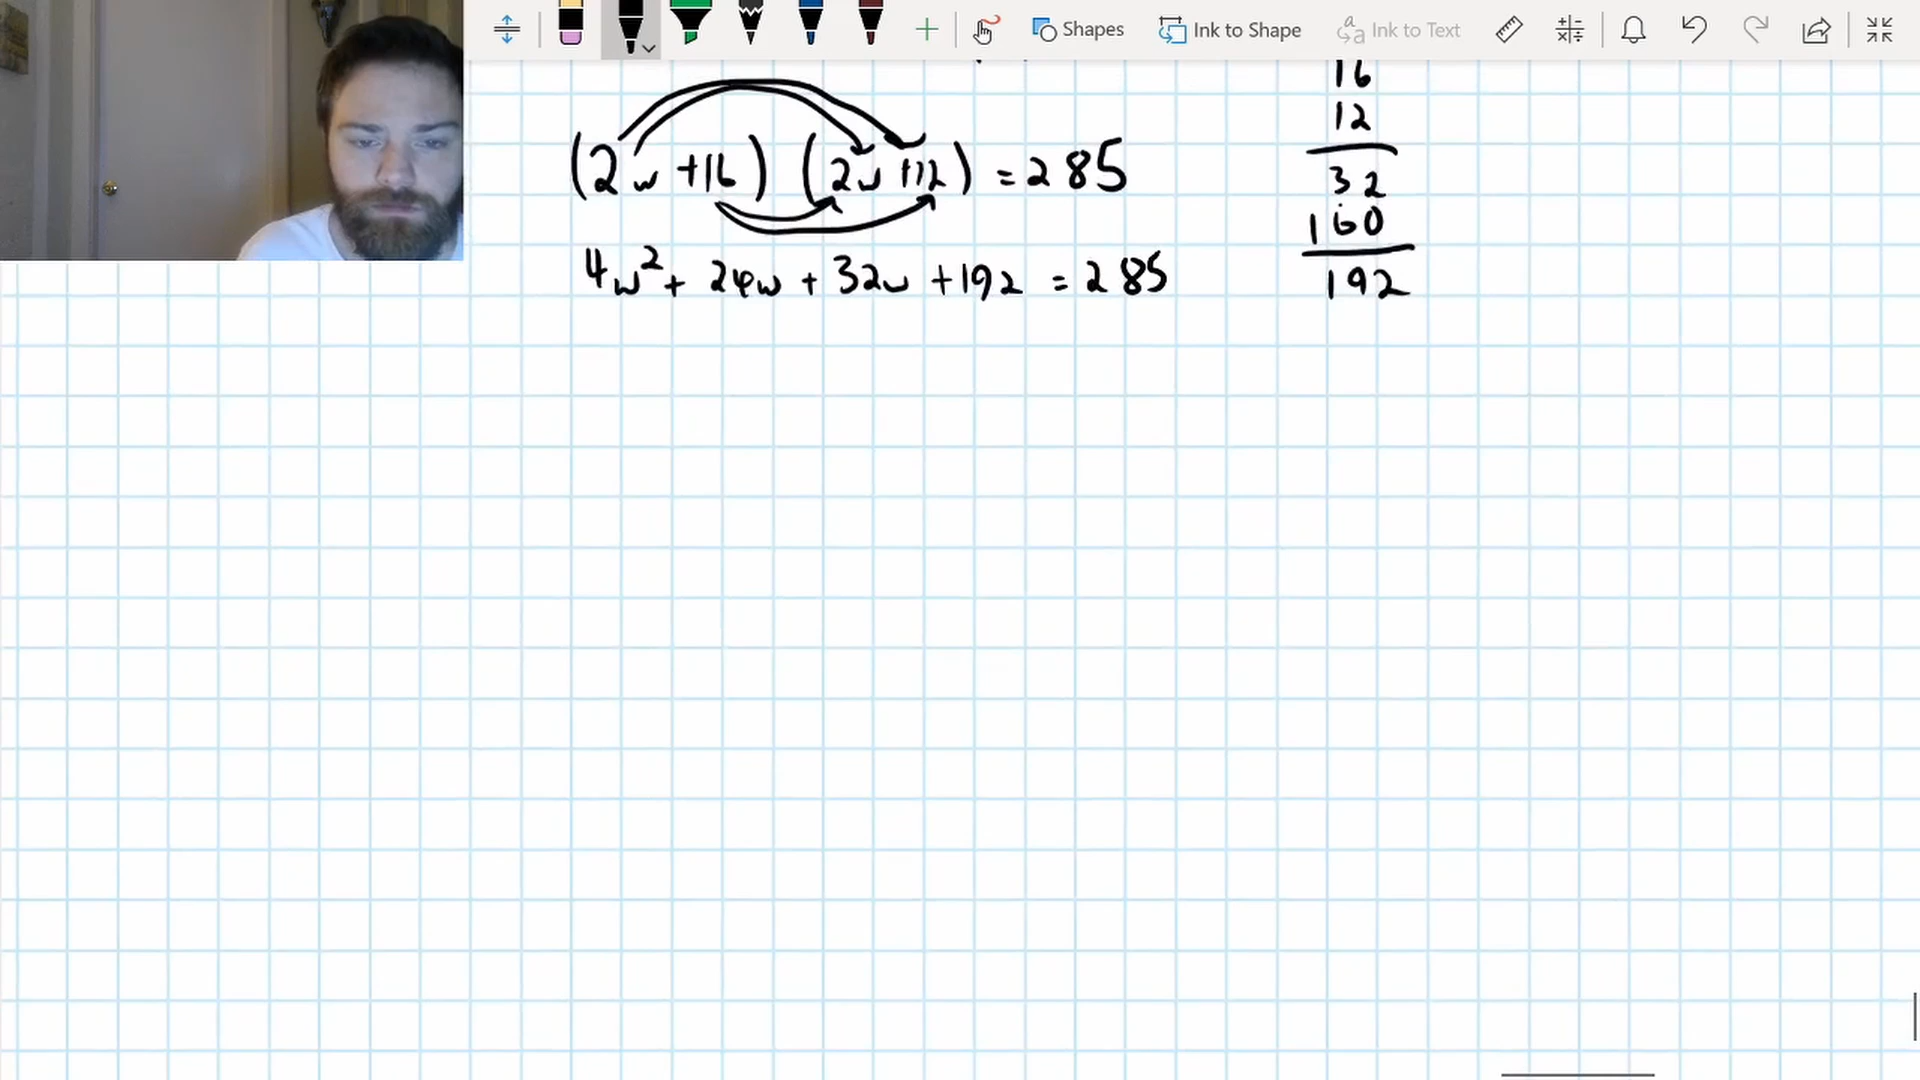 Shapes Ink to Shape Ink to Text
(2w +16) (2w +12) = 285
4w² + 24w + 32w +192 = 285
16
12
32
160
192